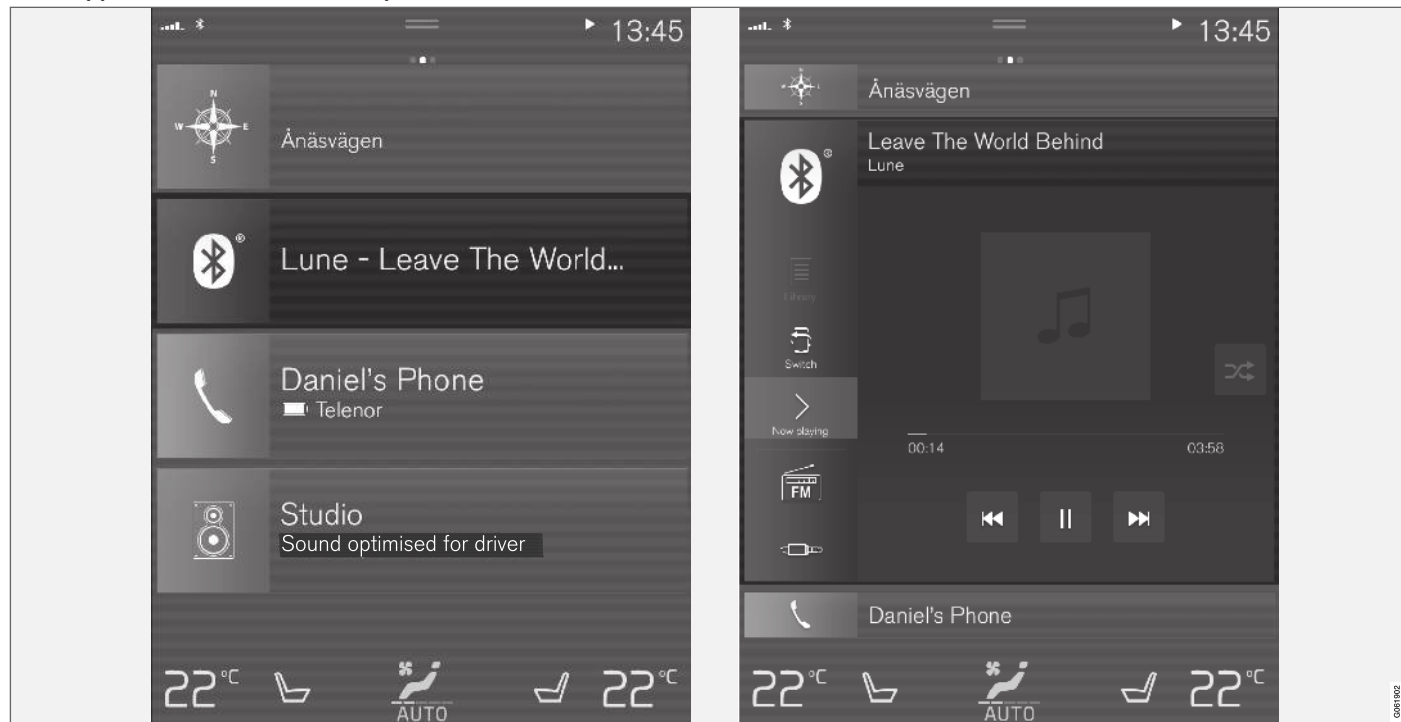 13:45
N
W E
S
Ånäsvägen
Lune - Leave The World...
Daniel's Phone
Telenor
Studio
Sound optimised for driver
22°C
AUTO
22°C
13:45
Ånäsvägen
Leave The World Behind
Lune
Library
Switch
Now playing
00:14
03:58
FM
Daniel's Phone
22°C
AUTO
22°C
G061902